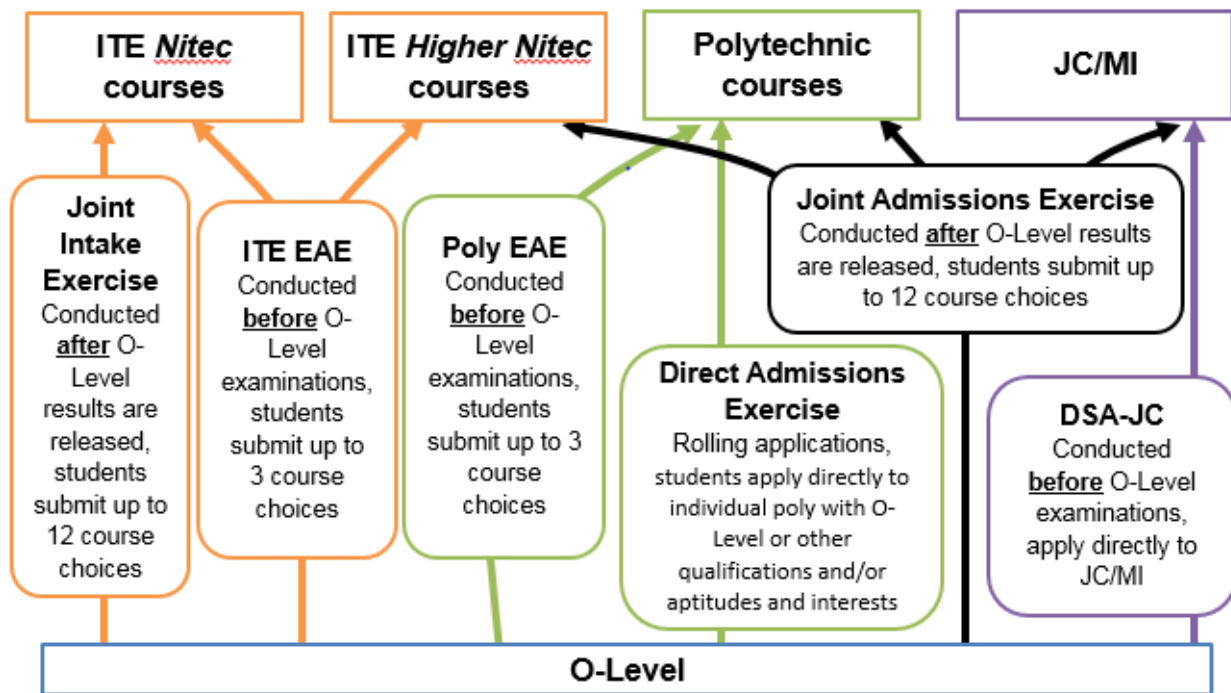 ITE Nitec
courses
ITE Higher Nitec
courses
Polytechnic
courses
JC/MI
Joint
Intake
Exercise
Conducted
after O-
Level
results are
released,
students
submit up to
12 course
choices
ITE EAE
Conducted
before O-
Level
examinations,
students
submit up to
3 course
choices
Poly EAE
Conducted
before O-
Level
examinations,
students
submit up to 3
course
choices
Direct Admissions
Exercise
Rolling applications,
students apply directly to
individual poly with O-
Level or other
qualifications and/or
aptitudes and interests
Joint Admissions Exercise
Conducted after O-Level results
are released, students submit up
to 12 course choices
DSA-JC
Conducted
before O-Level
examinations,
apply directly to
JC/MI
O-Level